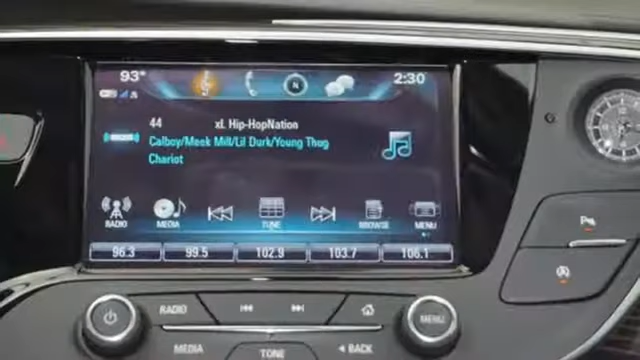 93° 2:30
44 xL Hip-HopNation
Calboy/Meek Mill/Lil Durk/Young Thug
Chariot
RADIO MEDIA TUNE BROWSE MENU
96.3 99.5 102.9 103.7 106.1
RADIO MENU
MEDIA TONE BACK